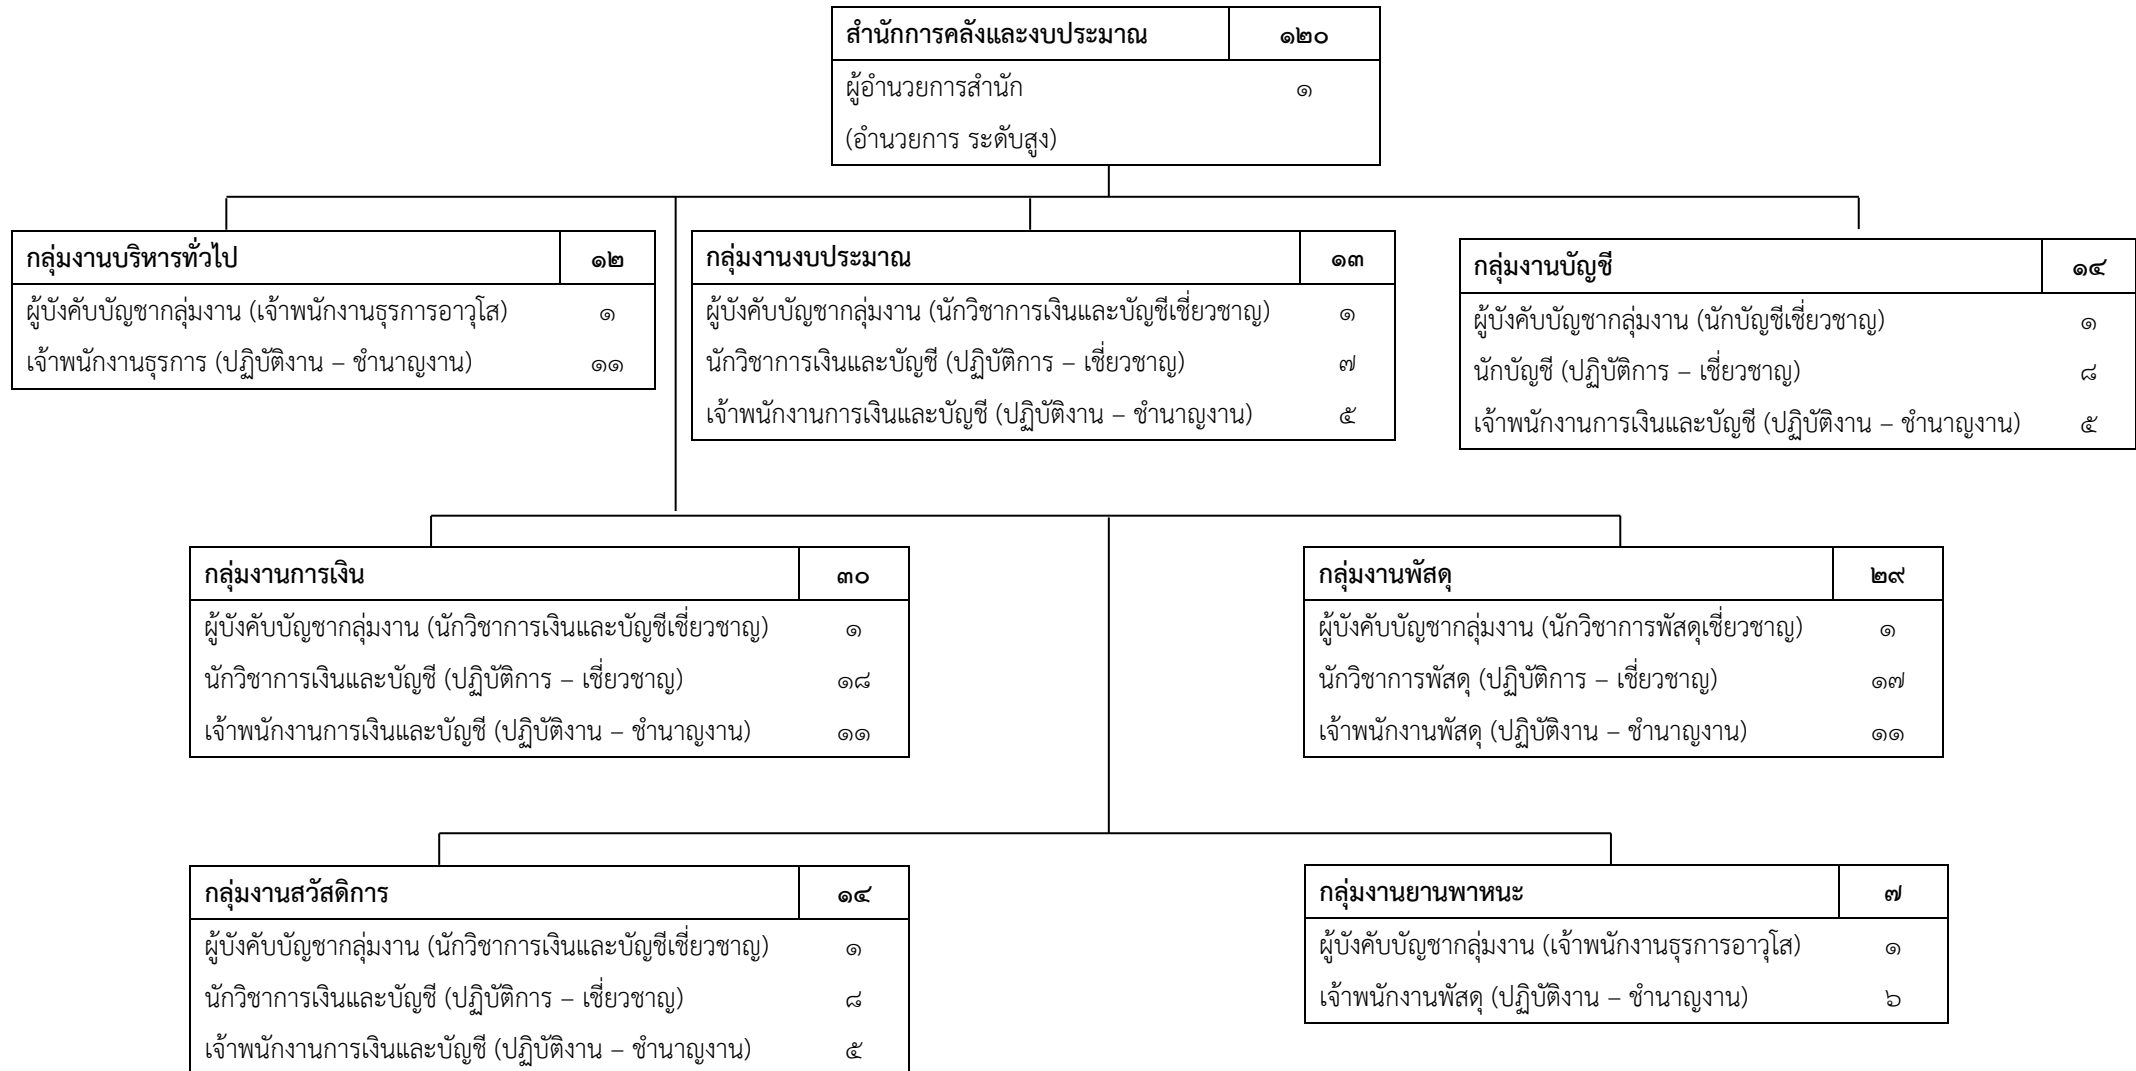 สำนักการคลังและงบประมาณ ๑๒๐
ผู้อำนวยการสำนัก ๑
(อำนวยการ ระดับสูง)
กลุ่มงานบริหารทั่วไป ๑๒
ผู้บังคับบัญชากลุ่มงาน (เจ้าพนักงานธุรการอาวุโส) ๑
เจ้าพนักงานธุรการ (ปฏิบัติงาน – ชำนาญงาน) ๑๑
กลุ่มงานงบประมาณ ๑๓
ผู้บังคับบัญชากลุ่มงาน (นักวิชาการเงินและบัญชีเชี่ยวชาญ) ๑
นักวิชาการเงินและบัญชี (ปฏิบัติการ – เชี่ยวชาญ) ๗
เจ้าพนักงานการเงินและบัญชี (ปฏิบัติงาน – ชำนาญงาน) ๕
กลุ่มงานบัญชี ๑๔
ผู้บังคับบัญชากลุ่มงาน (นักบัญชีเชี่ยวชาญ) ๑
นักบัญชี (ปฏิบัติการ – เชี่ยวชาญ) ๘
เจ้าพนักงานการเงินและบัญชี (ปฏิบัติงาน – ชำนาญงาน) ๕
กลุ่มงานการเงิน ๓๐
ผู้บังคับบัญชากลุ่มงาน (นักวิชาการเงินและบัญชีเชี่ยวชาญ) ๑
นักวิชาการเงินและบัญชี (ปฏิบัติการ – เชี่ยวชาญ) ๑๘
เจ้าพนักงานการเงินและบัญชี (ปฏิบัติงาน – ชำนาญงาน) ๑๑
กลุ่มงานพัสดุ ๒๙
ผู้บังคับบัญชากลุ่มงาน (นักวิชาการพัสดุเชี่ยวชาญ) ๑
นักวิชาการพัสดุ (ปฏิบัติการ – เชี่ยวชาญ) ๑๗
เจ้าพนักงานพัสดุ (ปฏิบัติงาน – ชำนาญงาน) ๑๑
กลุ่มงานสวัสดิการ ๑๔
ผู้บังคับบัญชากลุ่มงาน (นักวิชาการเงินและบัญชีเชี่ยวชาญ) ๑
นักวิชาการเงินและบัญชี (ปฏิบัติการ – เชี่ยวชาญ) ๘
เจ้าพนักงานการเงินและบัญชี (ปฏิบัติงาน – ชำนาญงาน) ๕
กลุ่มงานยานพาหนะ ๗
ผู้บังคับบัญชากลุ่มงาน (เจ้าพนักงานธุรการอาวุโส) ๑
เจ้าพนักงานพัสดุ (ปฏิบัติงาน – ชำนาญงาน) ๖